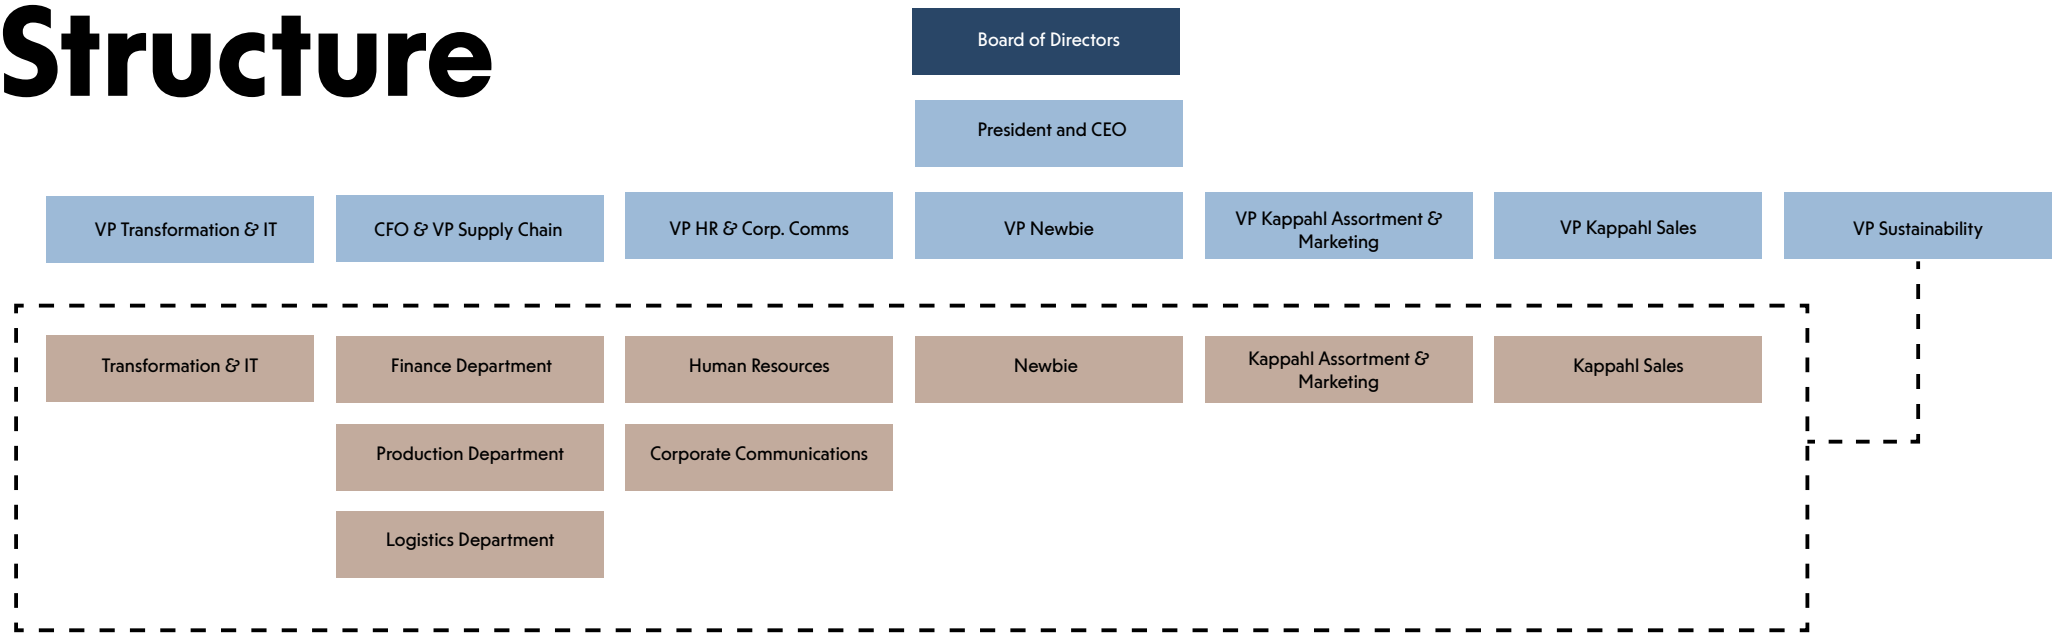 Structure
Board of Directors
President and CEO
VP Transformation & IT
CFO & VP Supply Chain
VP HR & Corp. Comms
VP Newbie
VP Kappahl Assortment &
Marketing
VP Kappahl Sales
VP Sustainability
Transformation & IT
Finance Department
Human Resources
Newbie
Kappahl Assortment &
Marketing
Kappahl Sales
Production Department
Corporate Communications
Logistics Department